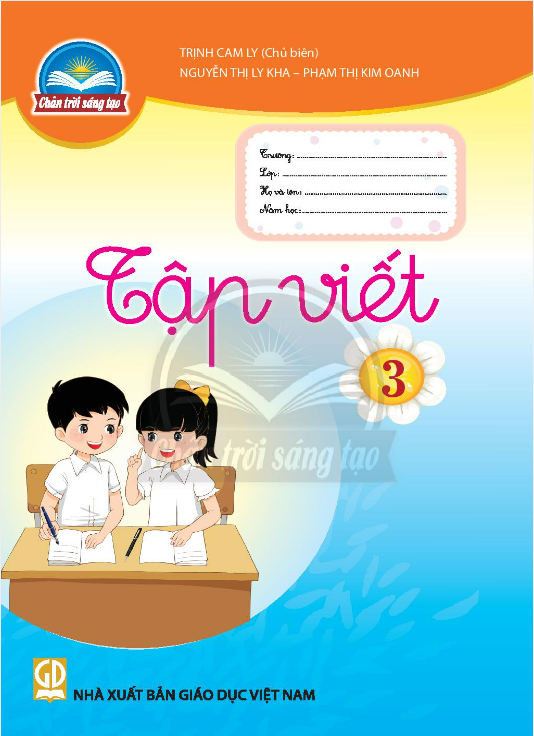 TRỊNH CAM LY (Chủ biên)
NGUYỄN THỊ LY KHA – PHẠM THỊ KIM OANH
Chân trời sáng tạo
Trường:
Lớp:
Họ và tên:
Năm học:
Tập viết
3
Chân trời sáng tạo
GD
NHÀ XUẤT BẢN GIÁO DỤC VIỆT NAM